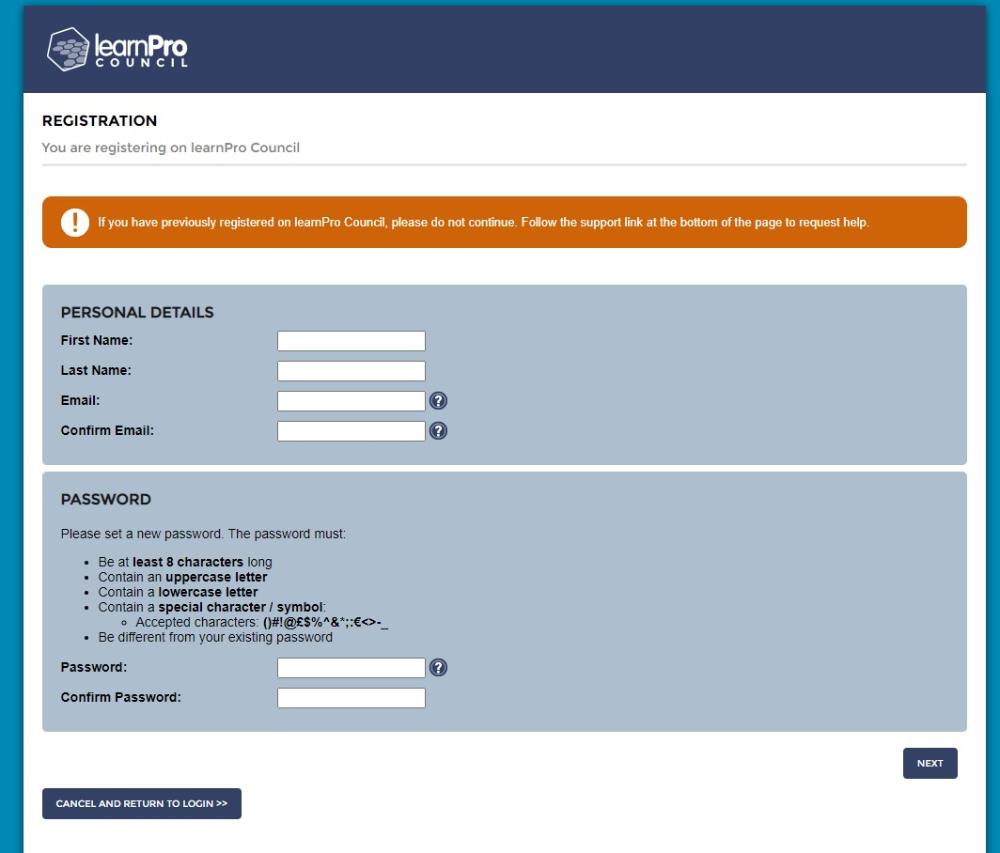 learnPro
COUNCIL
REGISTRATION
You are registering on learnPro Council
! If you have previously registered on learnPro Council, please do not continue. Follow the support link at the bottom of the page to request help.
PERSONAL DETAILS
First Name:
Last Name:
Email: ?
Confirm Email: ?
PASSWORD
Please set a new password. The password must:
• Be at least 8 characters long
• Contain an uppercase letter
• Contain a lowercase letter
• Contain a special character / symbol:
◦ Accepted characters: ()#!@£$%^&*;:€<>-_
• Be different from your existing password
Password: ?
Confirm Password:
NEXT
CANCEL AND RETURN TO LOGIN >>